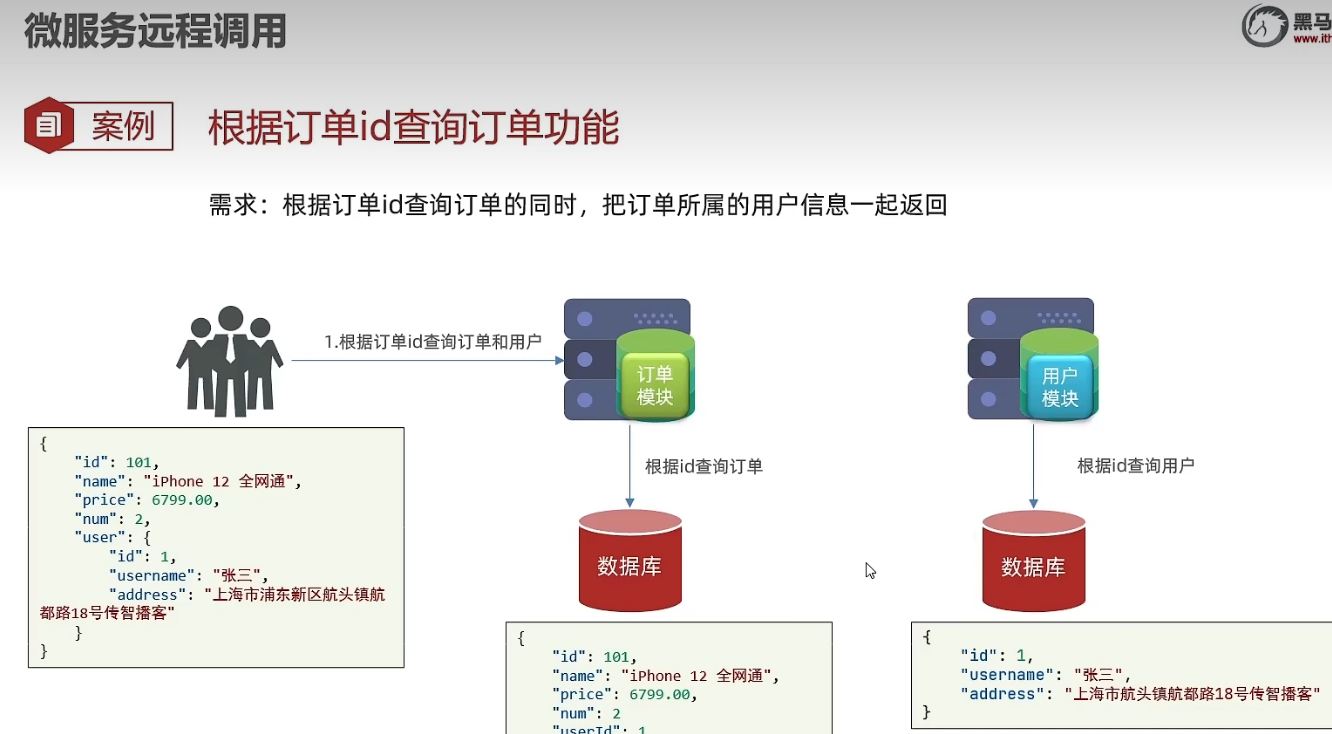 微服务远程调用
黑马
www.ith
案例
根据订单id查询订单功能
需求：根据订单id查询订单的同时，把订单所属的用户信息一起返回
1.根据订单id查询订单和用户
订单
模块
用户
模块
根据id查询订单
根据id查询用户
数据库
数据库
{
"id": 101,
"name": "iPhone 12 全网通",
"price": 6799.00,
"num": 2,
"user": {
"id": 1,
"username": "张三",
"address": "上海市浦东新区航头镇航
都路18号传智播客"
}
}
{
"id": 101,
"name": "iPhone 12 全网通",
"price": 6799.00,
"num": 2
"userId": 1
{
"id": 1,
"username": "张三",
"address": "上海市航头镇航都路18号传智播客"
}